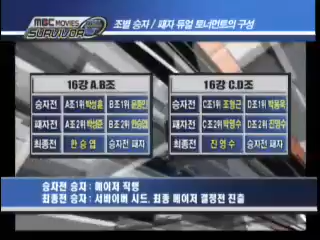 MBC MOVIES
SURVIVOR
조별 승자 / 패자 듀얼 토너먼트의 구성
16강 A.B조
승자전 A조1위 박성훈 B조1위
패자전 A조2위 박성준 B조2위 한승엽
최종전 한 승 엽 승자전 패자
16강 C.D조
승자전 C조1위 조형근 D조1위 박동욱
패자전 C조2위 박영수 D조2위 진영수
최종전 진 영 수 승자전 패자
승자전 승자 : 메이저 직행
최종전 승자 : 서바이버 시드, 최종 메이저 결정전 진출